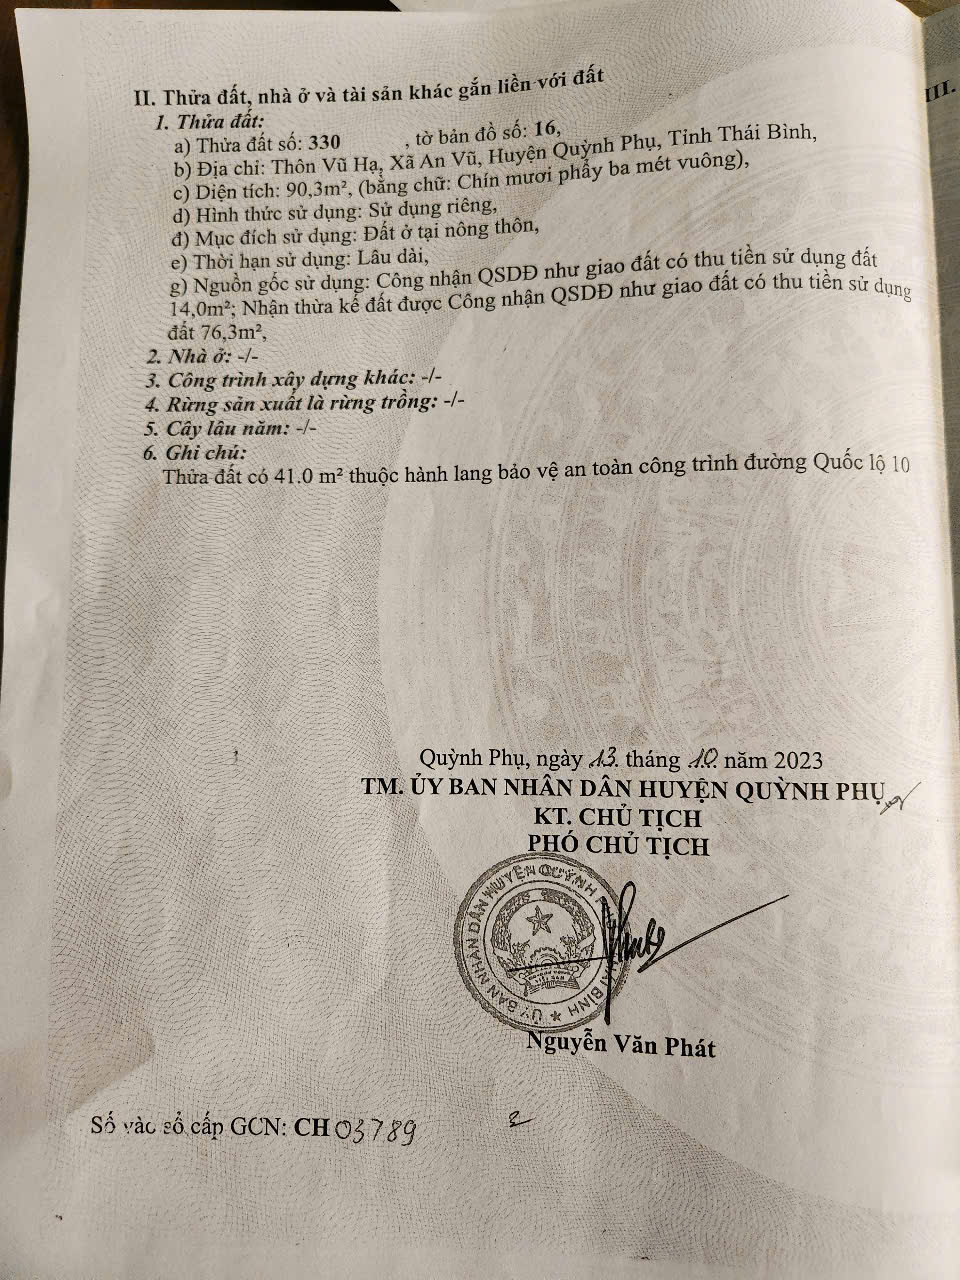 II. Thửa đất, nhà ở và tài sản khác gắn liền với đất
III.
1. Thửa đất:
a) Thửa đất số: 330 , tờ bản đồ số: 16,
b) Địa chỉ: Thôn Vũ Hạ, Xã An Vũ, Huyện Quỳnh Phụ, Tỉnh Thái Bình,
c) Diện tích: 90,3m², (bằng chữ: Chín mươi phẩy ba mét vuông),
d) Hình thức sử dụng: Sử dụng riêng,
đ) Mục đích sử dụng: Đất ở tại nông thôn,
e) Thời hạn sử dụng: Lâu dài,
g) Nguồn gốc sử dụng: Công nhận QSDĐ như giao đất có thu tiền sử dụng đất
14,0m²; Nhận thừa kế đất được Công nhận QSDĐ như giao đất có thu tiền sử dụng
đất 76,3m²,
2. Nhà ở: -/-
3. Công trình xây dựng khác: -/-
4. Rừng sản xuất là rừng trồng: -/-
5. Cây lâu năm: -/-
6. Ghi chú:
Thửa đất có 41.0 m² thuộc hành lang bảo vệ an toàn công trình đường Quốc lộ 10
Quỳnh Phụ, ngày 13. tháng 10. năm 2023
TM. ỦY BAN NHÂN DÂN HUYỆN QUỲNH PHỤ
KT. CHỦ TỊCH
PHÓ CHỦ TỊCH
ỦY BAN NHÂN DÂN HUYỆN QUỲNH PHỤ ★ BÌNH
Nguyễn Văn Phát
Số vào sổ cấp GCN: CH 03789